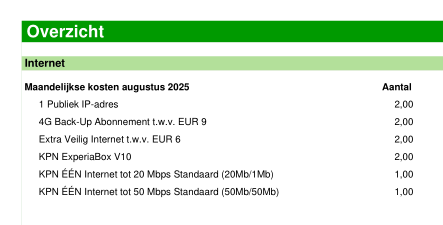 Overzicht
Internet
Maandelijkse kosten augustus 2025 Aantal
1 Publiek IP-adres 2,00
4G Back-Up Abonnement t.w.v. EUR 9 2,00
Extra Veilig Internet t.w.v. EUR 6 2,00
KPN ExperiaBox V10 2,00
KPN ÉÉN Internet tot 20 Mbps Standaard (20Mb/1Mb) 1,00
KPN ÉÉN Internet tot 50 Mbps Standaard (50Mb/50Mb) 1,00